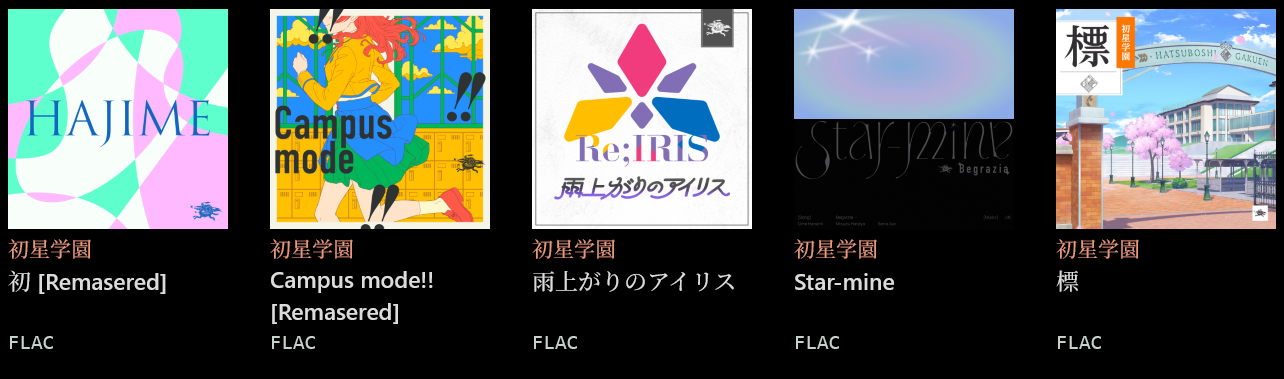 HAJIME
初星学園
初 [Remasered]
FLAC
!!
Campus
mode
!!
初星学園
Campus mode!!
[Remasered]
FLAC
Re;IRIS
雨上がりのアイリス
初星学園
雨上がりのアイリス
FLAC
Star-mine
Begrazia
初星学園
Star-mine
FLAC
標
初星学園
HATSUBOSHI GAKUEN
初星学園
標
FLAC